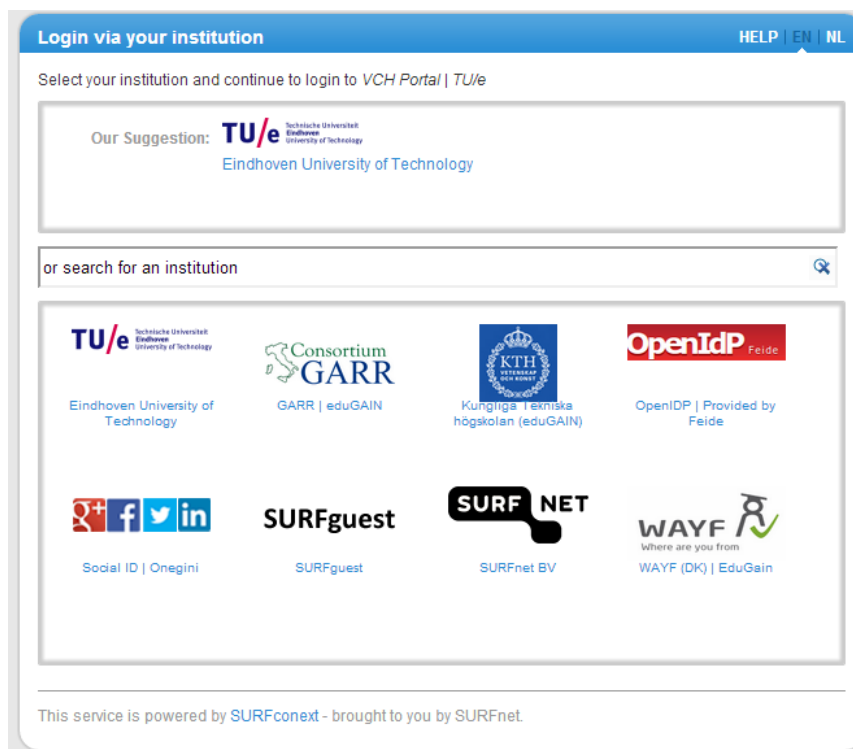 Login via your institution
HELP | EN | NL
Select your institution and continue to login to VCH Portal | TU/e
Our Suggestion:
TU/e Technische Universiteit
Eindhoven
University of Technology
Eindhoven University of Technology
or search for an institution
TU/e Technische Universiteit
Eindhoven
University of Technology
Eindhoven University of
Technology
Consortium
GARR
GARR | eduGAIN
KTH
VETENSKAP
OCH KONST
Kungliga Tekniska
högskolan (eduGAIN)
OpenIdP Feide
OpenIDP | Provided by
Feide
g+ f in
Social ID | Onegini
SURFguest
SURFguest
SURF NET
SURFnet BV
WAYF
Where are you from
WAYF (DK) | EduGain
This service is powered by SURFconext - brought to you by SURFnet.